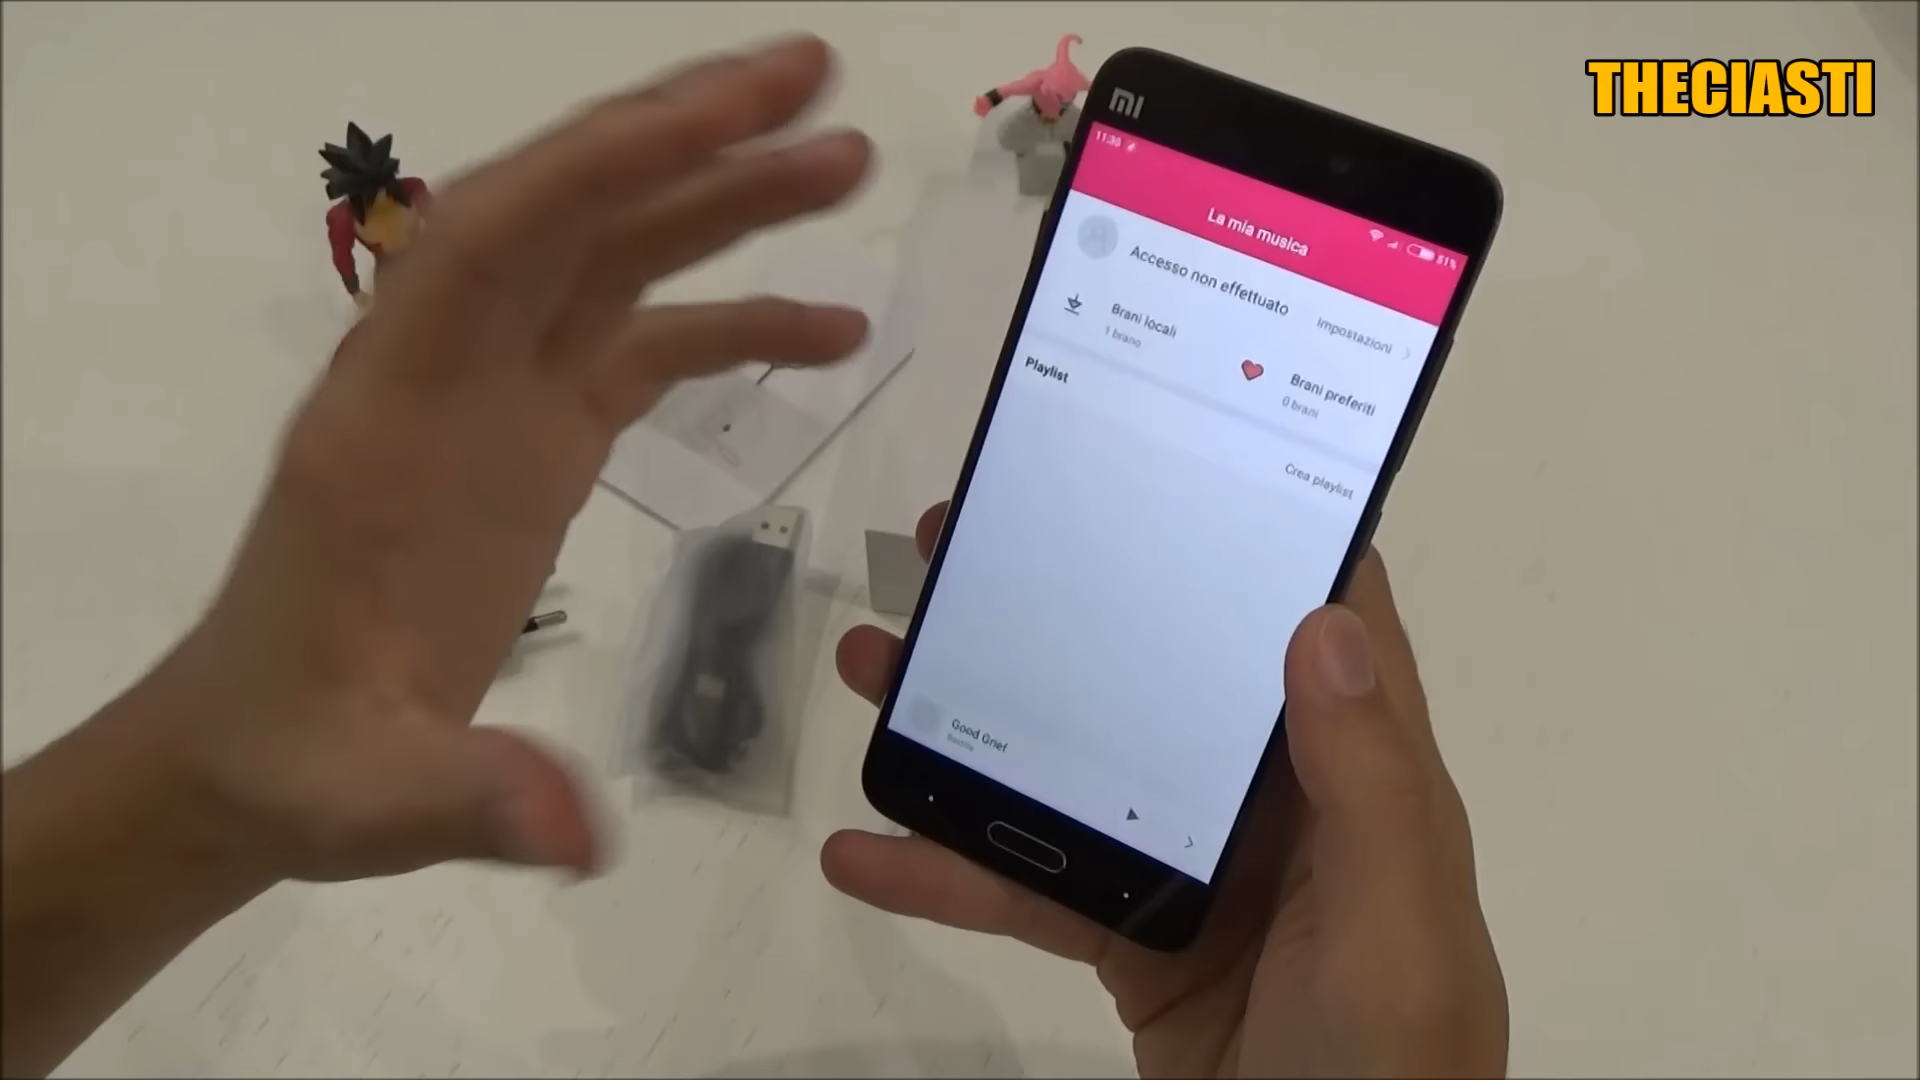 THECIASTI
MI
11:30
51%
La mia musica
Accesso non effettuato
Impostazioni
Brani locali
1 brano
Brani preferiti
0 brani
Playlist
Crea playlist
Good Grief
Bastille